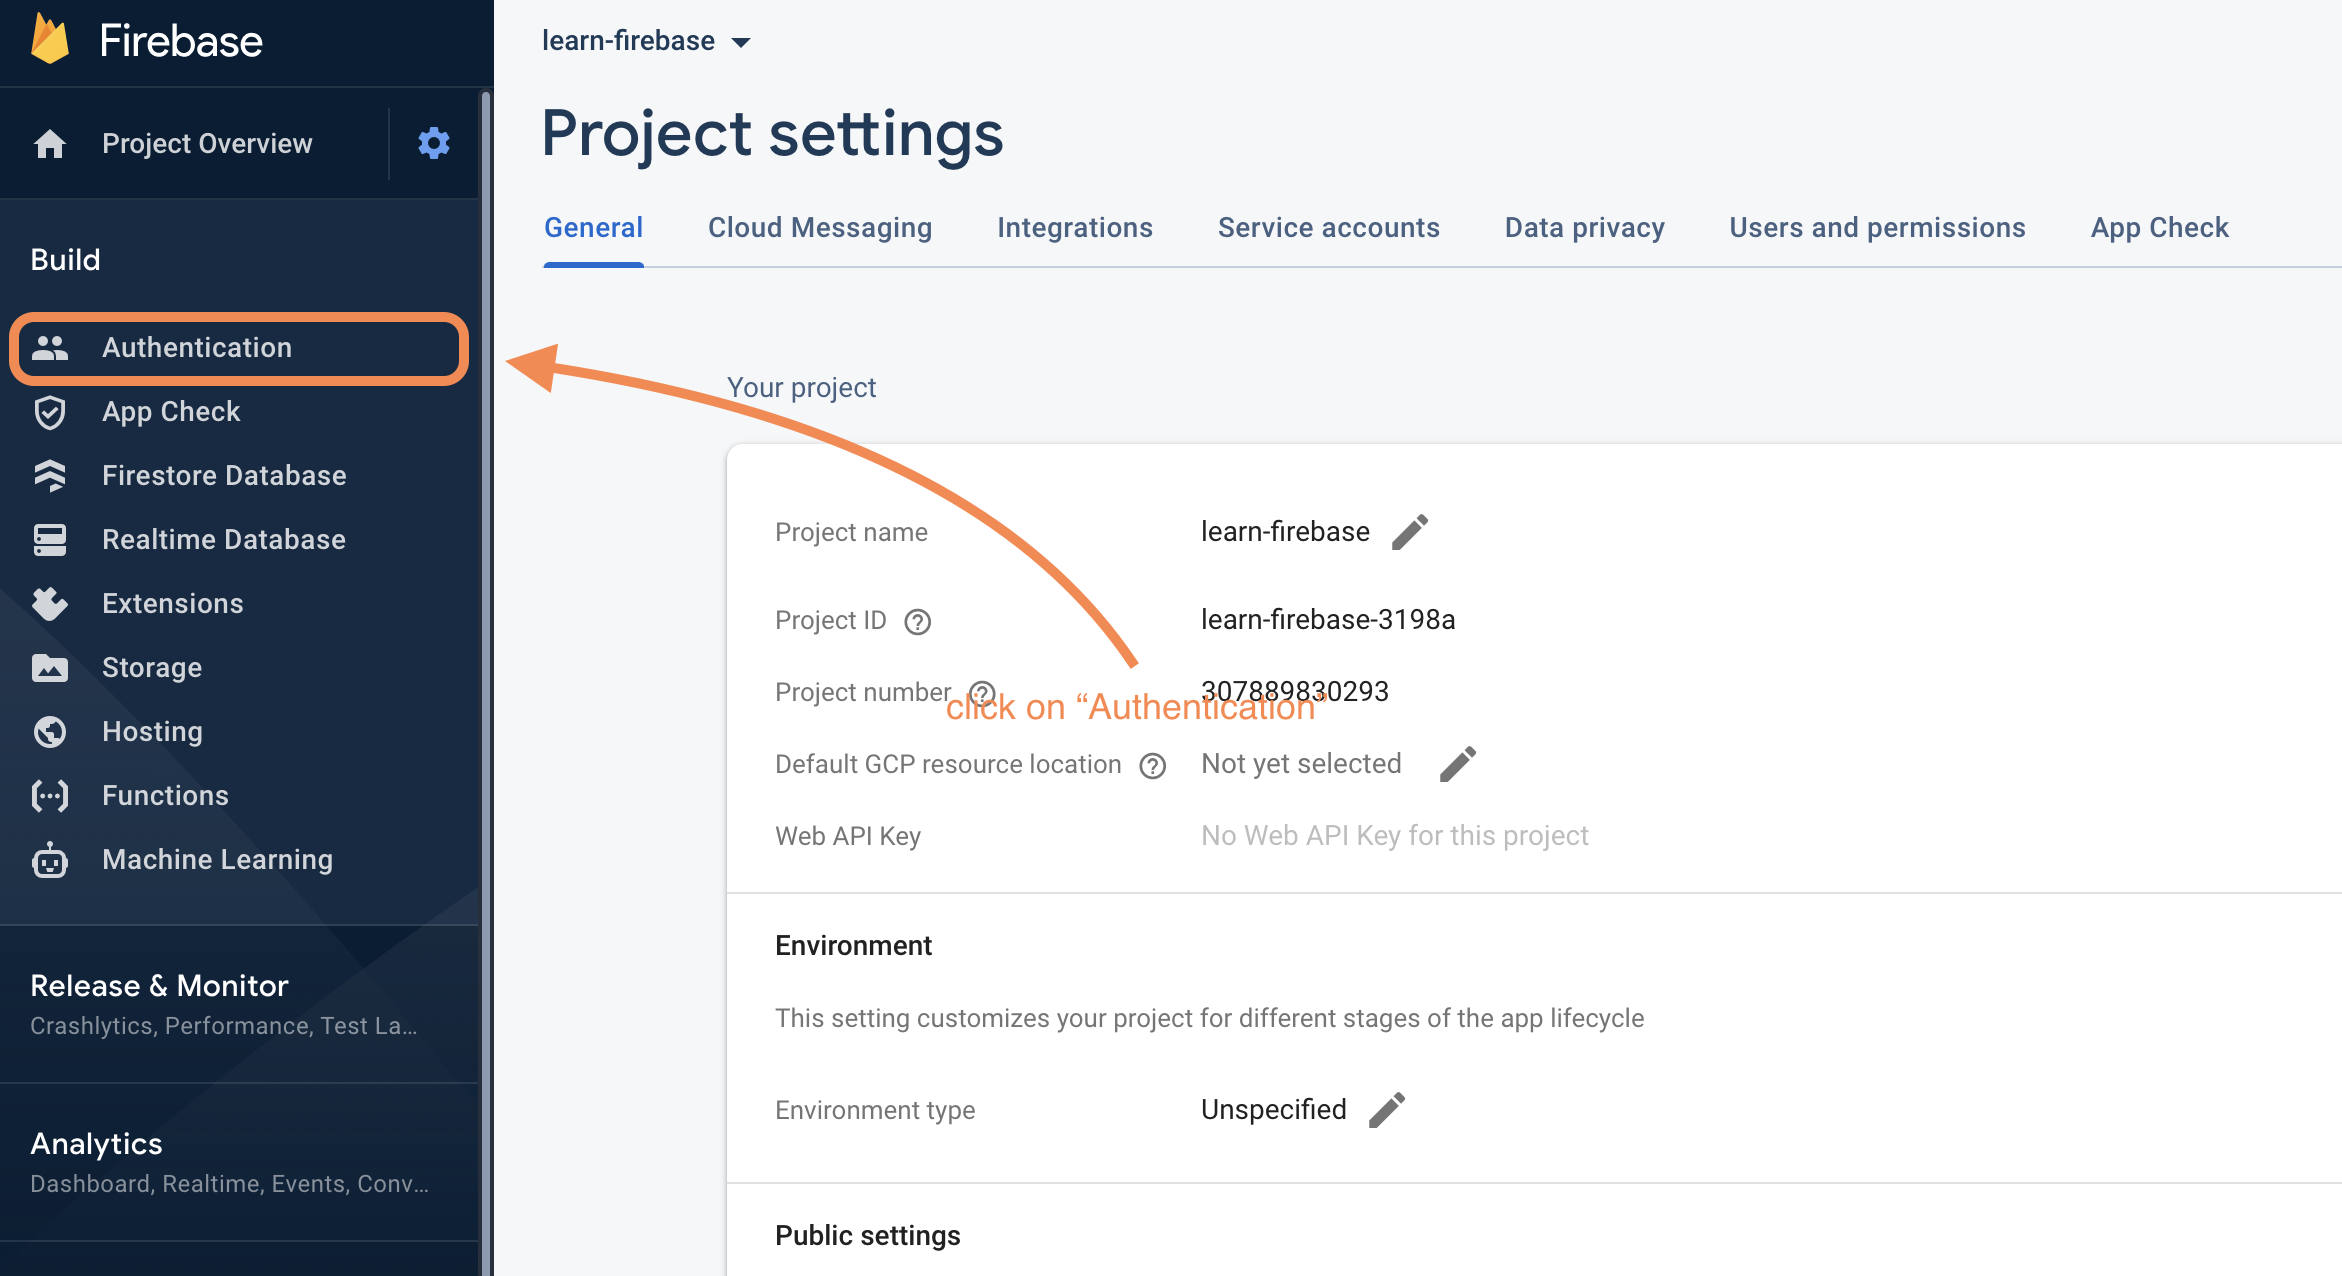 Firebase
Project Overview
Build
Authentication
App Check
Firestore Database
Realtime Database
Extensions
Storage
Hosting
Functions
Machine Learning
Release & Monitor
Crashlytics, Performance, Test La...
Analytics
Dashboard, Realtime, Events, Conv...
learn-firebase
Project settings
General Cloud Messaging Integrations Service accounts Data privacy Users and permissions App Check
Your project
Project name learn-firebase
Project ID learn-firebase-3198a
Project number 307889830293
click on “Authentication”
Default GCP resource location Not yet selected
Web API Key No Web API Key for this project
Environment
This setting customizes your project for different stages of the app lifecycle
Environment type Unspecified
Public settings